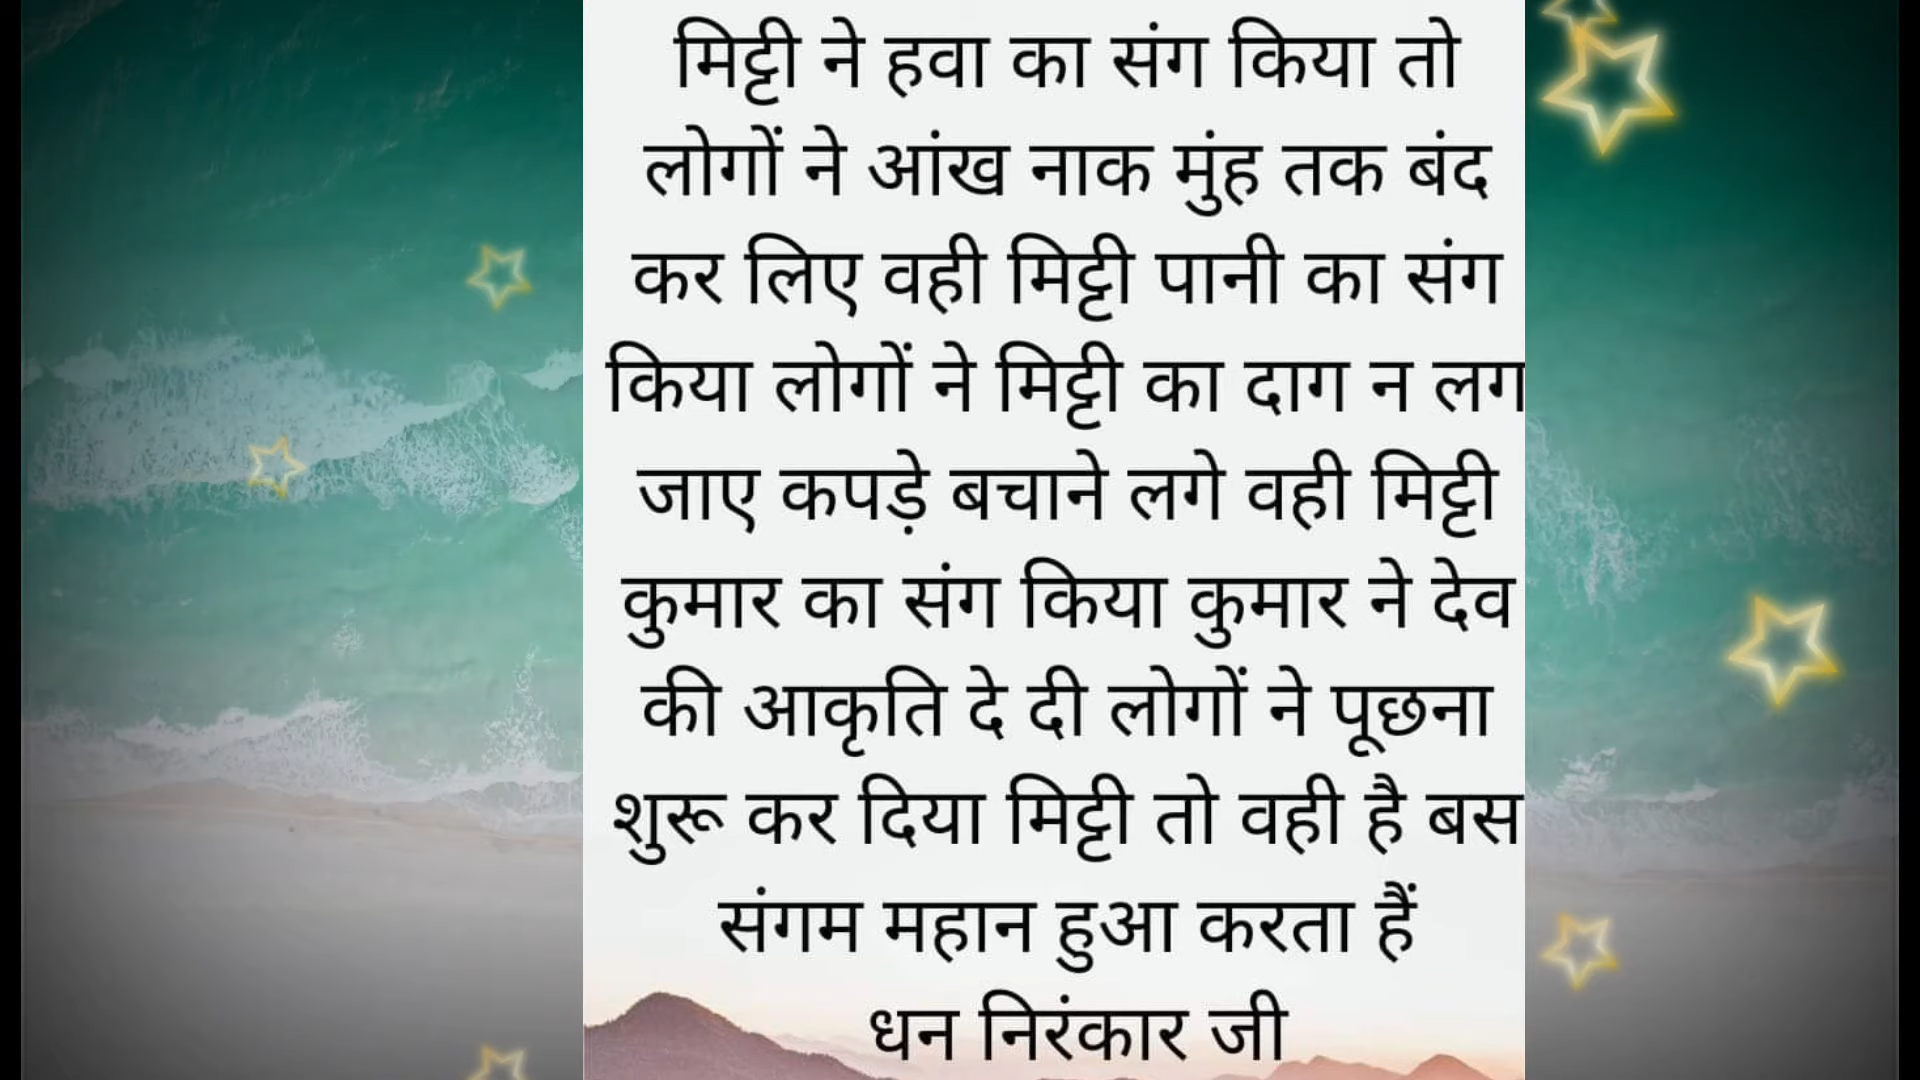 मिट्टी ने हवा का संग किया तो
लोगों ने आंख नाक मुंह तक बंद
कर लिए वही मिट्टी पानी का संग
किया लोगों ने मिट्टी का दाग न लग
जाए कपड़े बचाने लगे वही मिट्टी
कुमार का संग किया कुमार ने देव
की आकृति दे दी लोगों ने पूछना
शुरू कर दिया मिट्टी तो वही है बस
संगम महान हुआ करता हैं
धन निरंकार जी